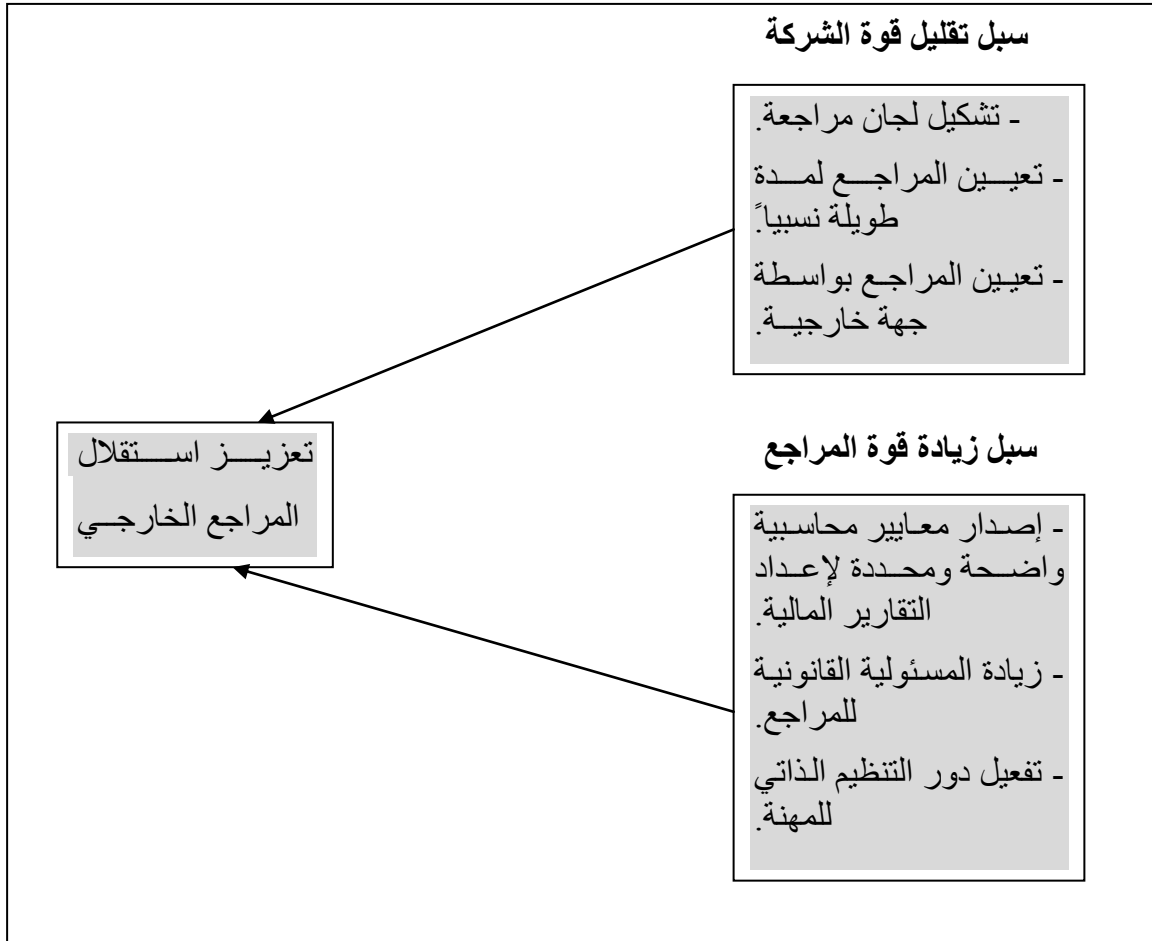 سبل تقليل قوة الشركة
- تشكيل لجان مراجعة.
- تعيين المراجع لمدة
طويلة نسبياً.
- تعيين المراجع بواسطة
جهة خارجية.
تعزيز استقلال
المراجع الخارجي
سبل زيادة قوة المراجع
- إصدار معايير محاسبية
واضحة ومحددة لإعداد
التقارير المالية.
- زيادة المسئولية القانونية
للمراجع.
- تفعيل دور التنظيم الذاتي
للمهنة.